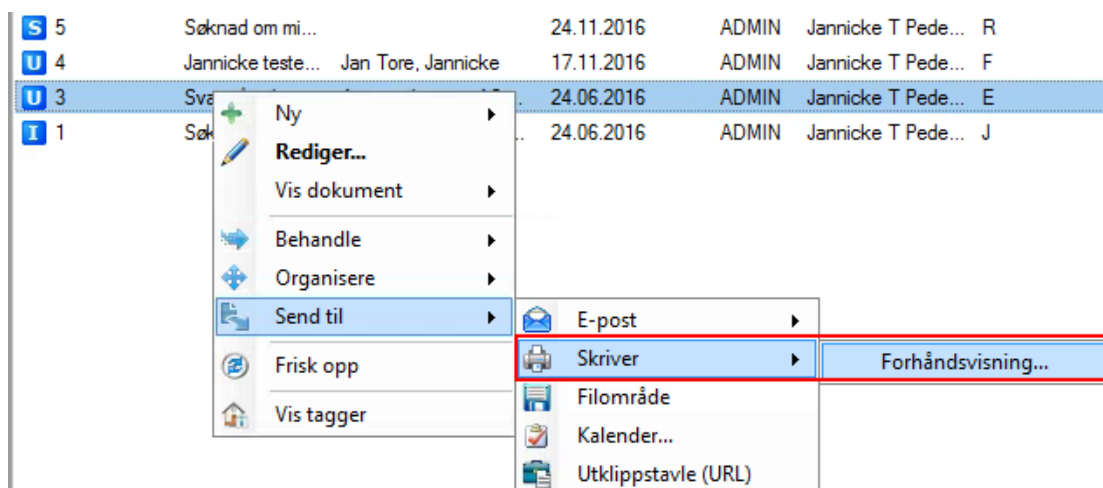 S 5 Søknad om mi... 24.11.2016 ADMIN Jannicke T Pede... R
U 4 Jannicke teste... Jan Tore, Jannicke 17.11.2016 ADMIN Jannicke T Pede... F
U 3 24.06.2016 ADMIN Jannicke T Pede... E
I 1 Søk 24.06.2016 ADMIN Jannicke T Pede... J
Ny
Rediger...
Vis dokument
Behandle
Organisere
Send til
Frisk opp
Vis tagger
E-post
Skriver
Filområde
Kalender...
Utklippstavle (URL)
Forhåndsvisning...